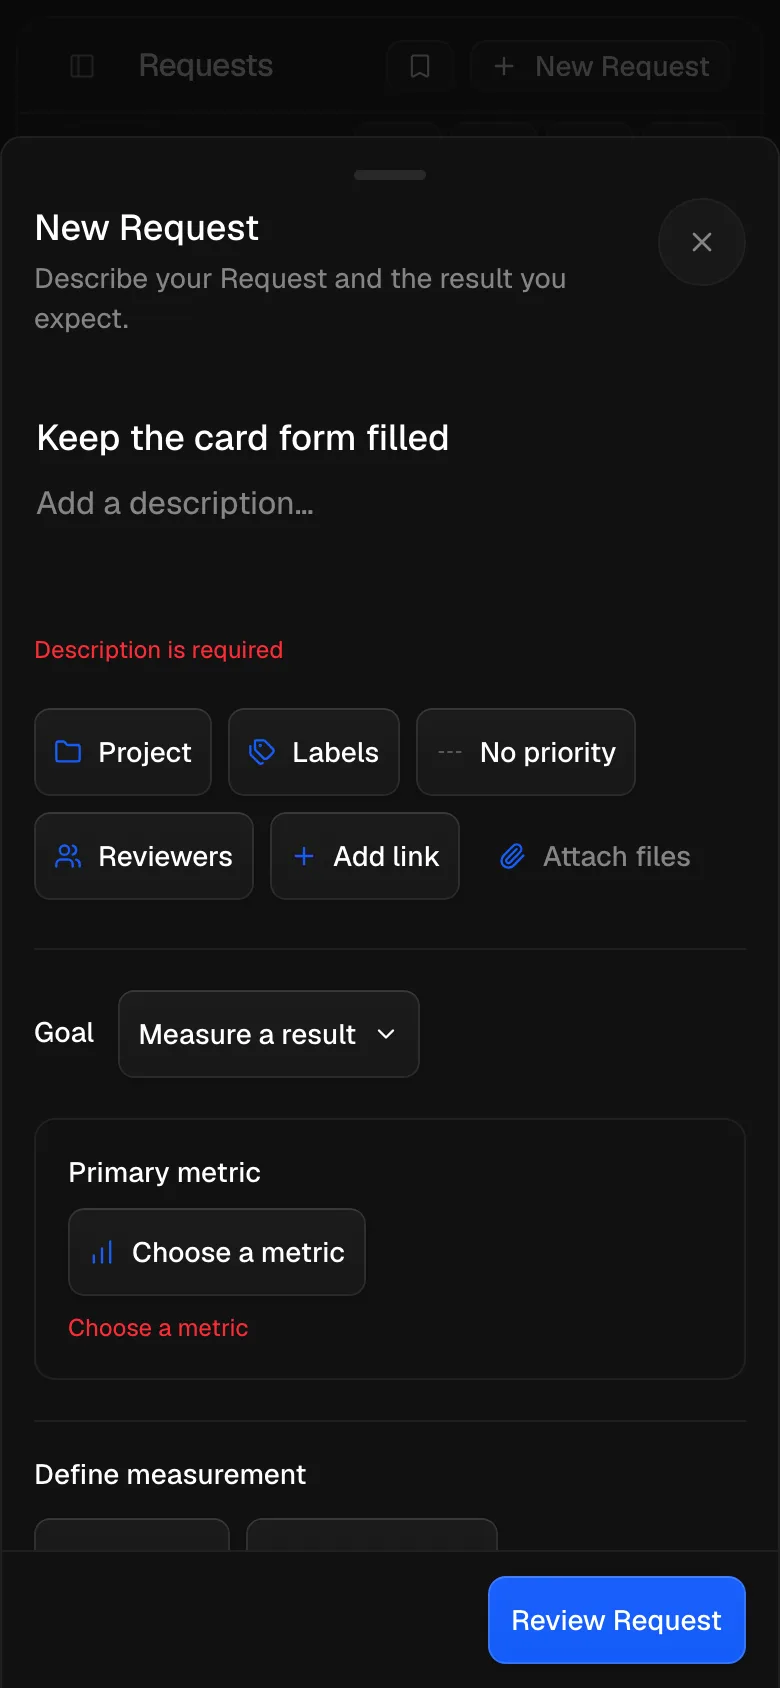 Requests
New Request
New Request
Describe your Request and the result you
expect.
Keep the card form filled
Add a description...
Description is required
Project
Labels
--- No priority
Reviewers
Add link
Attach files
Goal
Measure a result
Primary metric
Choose a metric
Choose a metric
Define measurement
Review Request